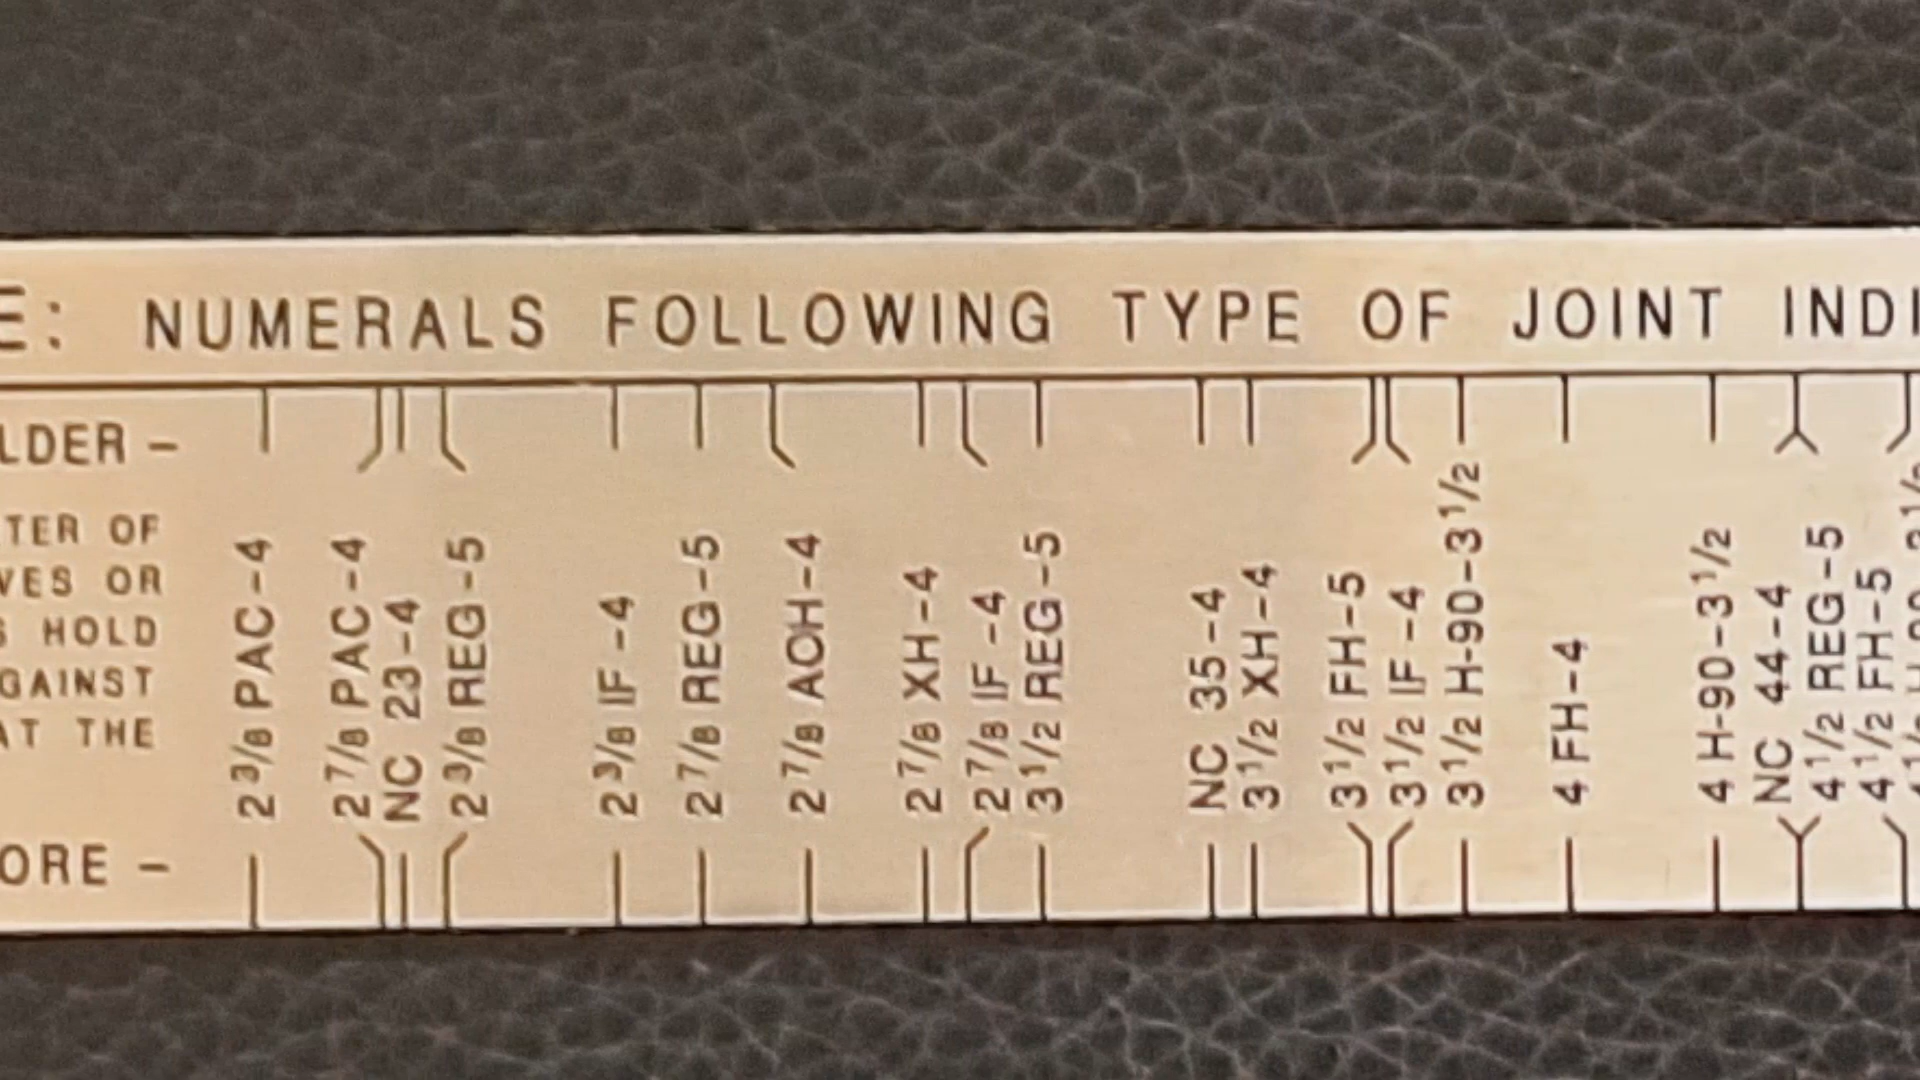 E: NUMERALS FOLLOWING TYPE OF JOINT INDI
LDER -
TER OF
VES OR
S HOLD
GAINST
AT THE
ORE -
2 3/8 PAC-4
2 7/8 PAC-4
NC 23-4
2 3/8 REG-5
2 3/8 IF-4
2 7/8 REG-5
2 7/8 AOH-4
2 7/8 XH-4
2 7/8 IF-4
3 1/2 REG-5
NC 35-4
3 1/2 XH-4
3 1/2 FH-5
3 1/2 IF-4
3 1/2 H-90-3 1/2
4 FH-4
4 H-90-3 1/2
NC 44-4
4 1/2 REG-5
4 1/2 FH-5